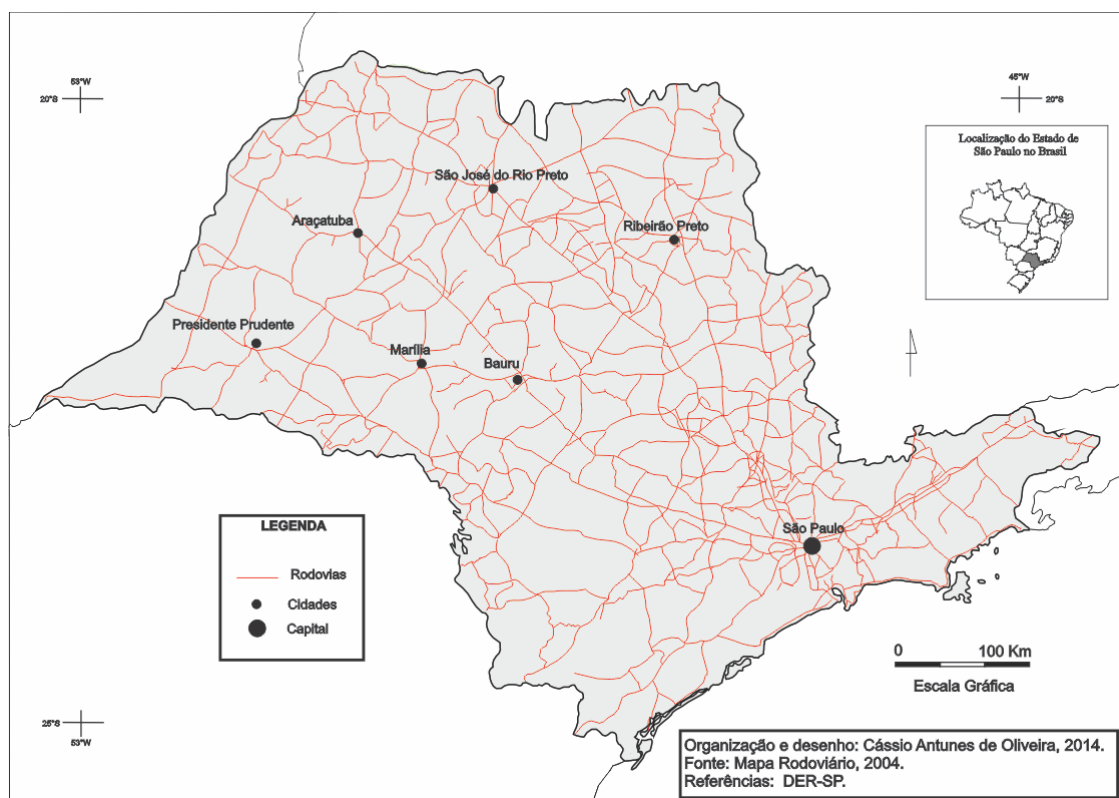 53°W
20°S
45°W
20°S
Localização do Estado de
São Paulo no Brasil
São José do Rio Preto
Araçatuba
Ribeirão Preto
Presidente Prudente
Marília
Bauru
São Paulo
LEGENDA
Rodovias
Cidades
Capital
0 100 Km
Escala Gráfica
25°S
53°W
Organização e desenho: Cássio Antunes de Oliveira, 2014.
Fonte: Mapa Rodoviário, 2004.
Referências: DER-SP.